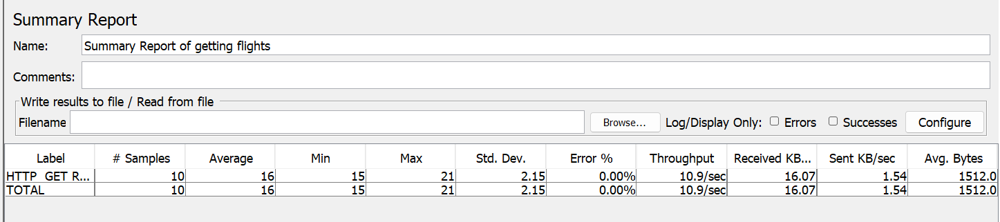 Summary Report
Name: Summary Report of getting flights
Comments:
Write results to file / Read from file
Filename Browse... Log/Display Only: Errors Successes Configure
Label # Samples Average Min Max Std. Dev. Error % Throughput Received KB... Sent KB/sec Avg. Bytes
HTTP GET R... 10 16 15 21 2.15 0.00% 10.9/sec 16.07 1.54 1512.0
TOTAL 10 16 15 21 2.15 0.00% 10.9/sec 16.07 1.54 1512.0